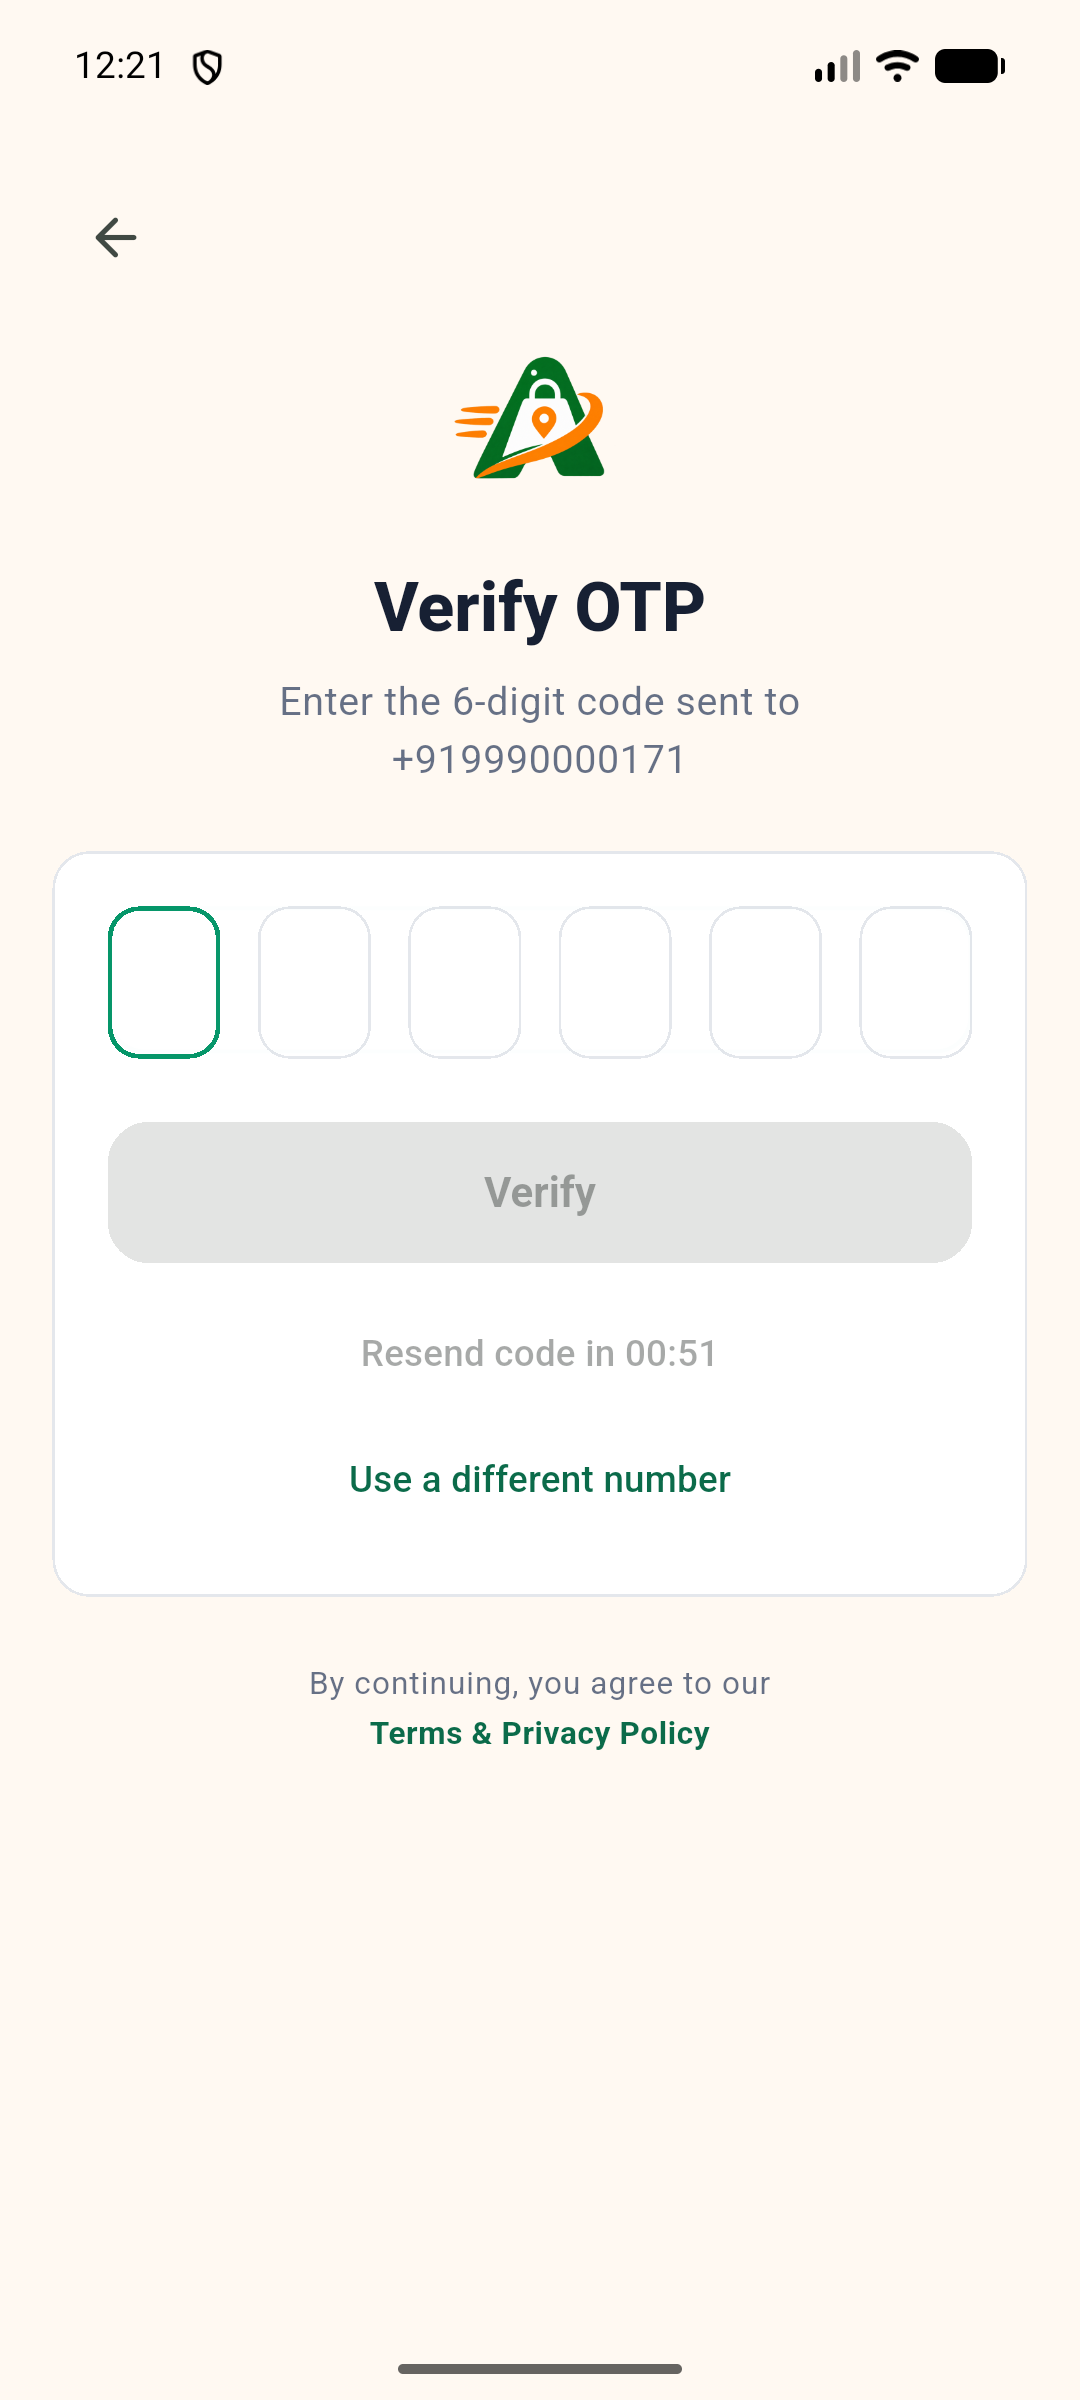 12:21
Verify OTP
Enter the 6-digit code sent to
+919990000171
Verify
Resend code in 00:51
Use a different number
By continuing, you agree to our
Terms & Privacy Policy